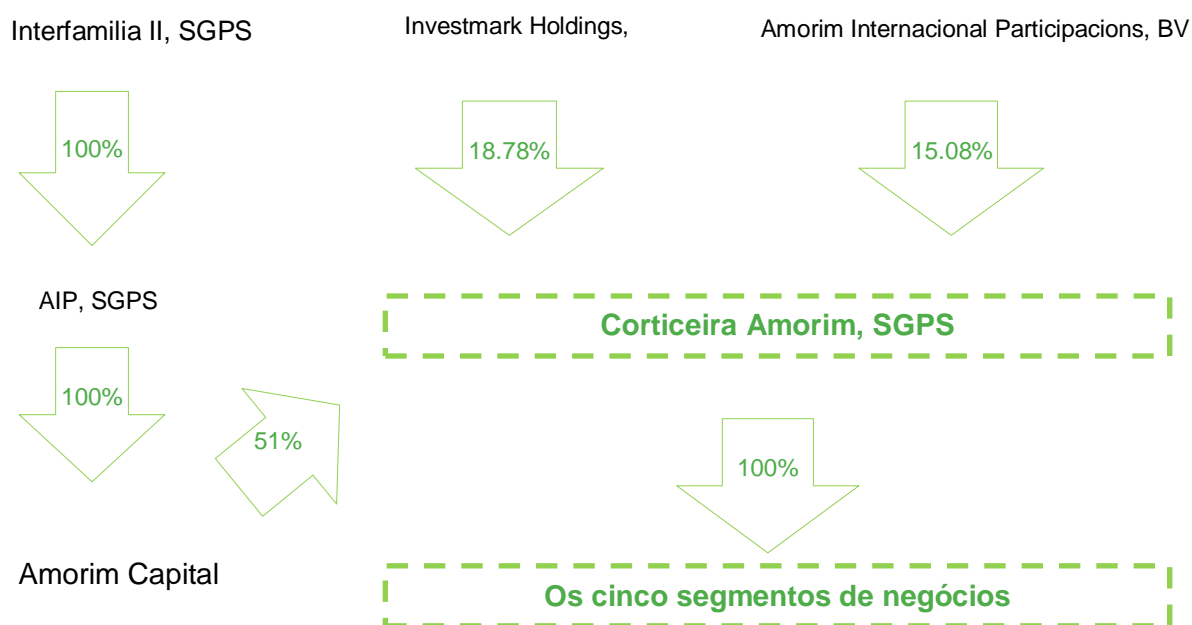 Interfamilia II, SGPS
Investmark Holdings,
Amorim Internacional Participacions, BV
100%
18.78%
15.08%
AIP, SGPS
Corticeira Amorim, SGPS
100%
51%
100%
Amorim Capital
Os cinco segmentos de negócios